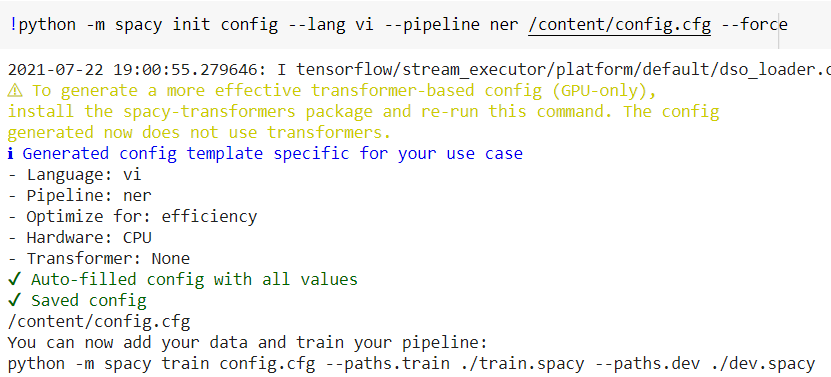 !python -m spacy init config --lang vi --pipeline ner /content/config.cfg --force
2021-07-22 19:00:55.279646: I tensorflow/stream_executor/platform/default/dso_loader.c
⚠ To generate a more effective transformer-based config (GPU-only),
install the spacy-transformers package and re-run this command. The config
generated now does not use transformers.
ℹ Generated config template specific for your use case
- Language: vi
- Pipeline: ner
- Optimize for: efficiency
- Hardware: CPU
- Transformer: None
✔ Auto-filled config with all values
✔ Saved config
/content/config.cfg
You can now add your data and train your pipeline:
python -m spacy train config.cfg --paths.train ./train.spacy --paths.dev ./dev.spacy